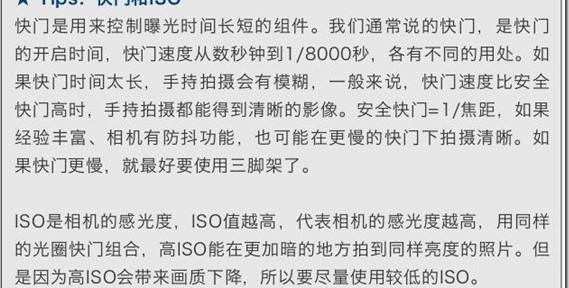 ★ Tips：快门和ISO
快门是用来控制曝光时间长短的组件。我们通常说的快门，是快门
的开启时间，快门速度从数秒钟到1/8000秒，各有不同的用处。如
果快门时间太长，手持拍摄会有模糊，一般来说，快门速度比安全
快门高时，手持拍摄都能得到清晰的影像。安全快门=1/焦距，如果
经验丰富、相机有防抖功能，也可能在更慢的快门下拍摄清晰。如
果快门更慢，就最好要使用三脚架了。
ISO是相机的感光度，ISO值越高，代表相机的感光度越高，用同样
的光圈快门组合，高ISO能在更加暗的地方拍到同样亮度的照片。但
是因为高ISO会带来画质下降，所以要尽量使用较低的ISO。